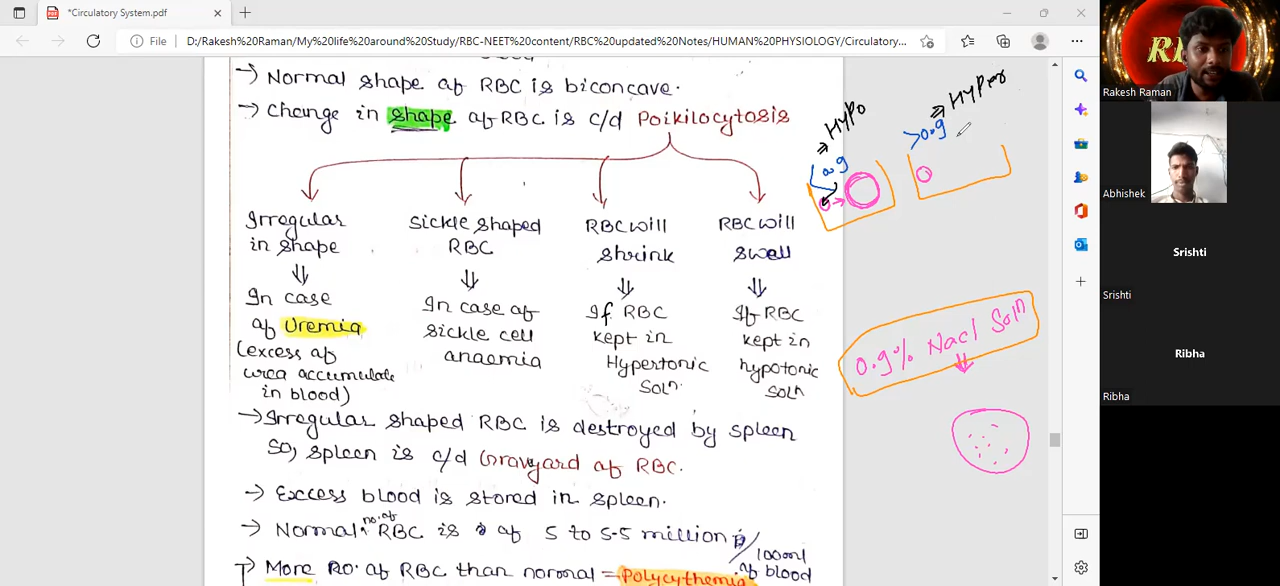 *Circulatory System.pdf
File
D:/Rakesh%20Raman/My%20life%20around%20Study/RBC-NEET%20content/RBC%20updated%20Notes/HUMAN%20PHYSIOLOGY/Circulatory...
→ Normal shape of RBC is biconcave.
→ Change in shape of RBC is c/d Poikilocytosis
Irregular in shape
⇓
In case
of Uremia
(excess of
urea accumulate
in blood)
Sickle shaped
RBC
⇓
In case of
Sickle cell
anaemia
RBC will
shrink
⇓
If RBC
kept in
Hypertonic
Solⁿ.
RBC will
swell
⇓
If RBC
kept in
hypotonic
Solⁿ
→ Irregular shaped RBC is destroyed by spleen
So, spleen is c/d Graveyard of RBC.
→ Excess blood is stored in spleen.
→ Normal no. of RBC is of 5 to 5.5 million /100ml of blood
More no. of RBC than normal = Polycythemia
⇒ Hypo
⇒ Hyper
>0.9
0.9% Nacl Solⁿ
⇓
Rakesh Raman
Abhishek
Srishti
Srishti
Ribha
Ribha